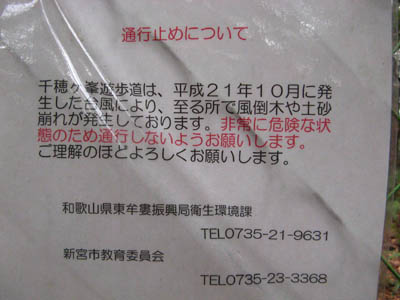 通行止めについて
千穂ヶ峯遊歩道は、平成21年10月に発
生した台風により、至る所で風倒木や土砂
崩れが発生しております。非常に危険な状
態のため通行しないようお願いします。
ご理解のほどよろしくお願いします。
和歌山県東牟婁振興局衛生環境課
TEL0735-21-9631
新宮市教育委員会
TEL0735-23-3368